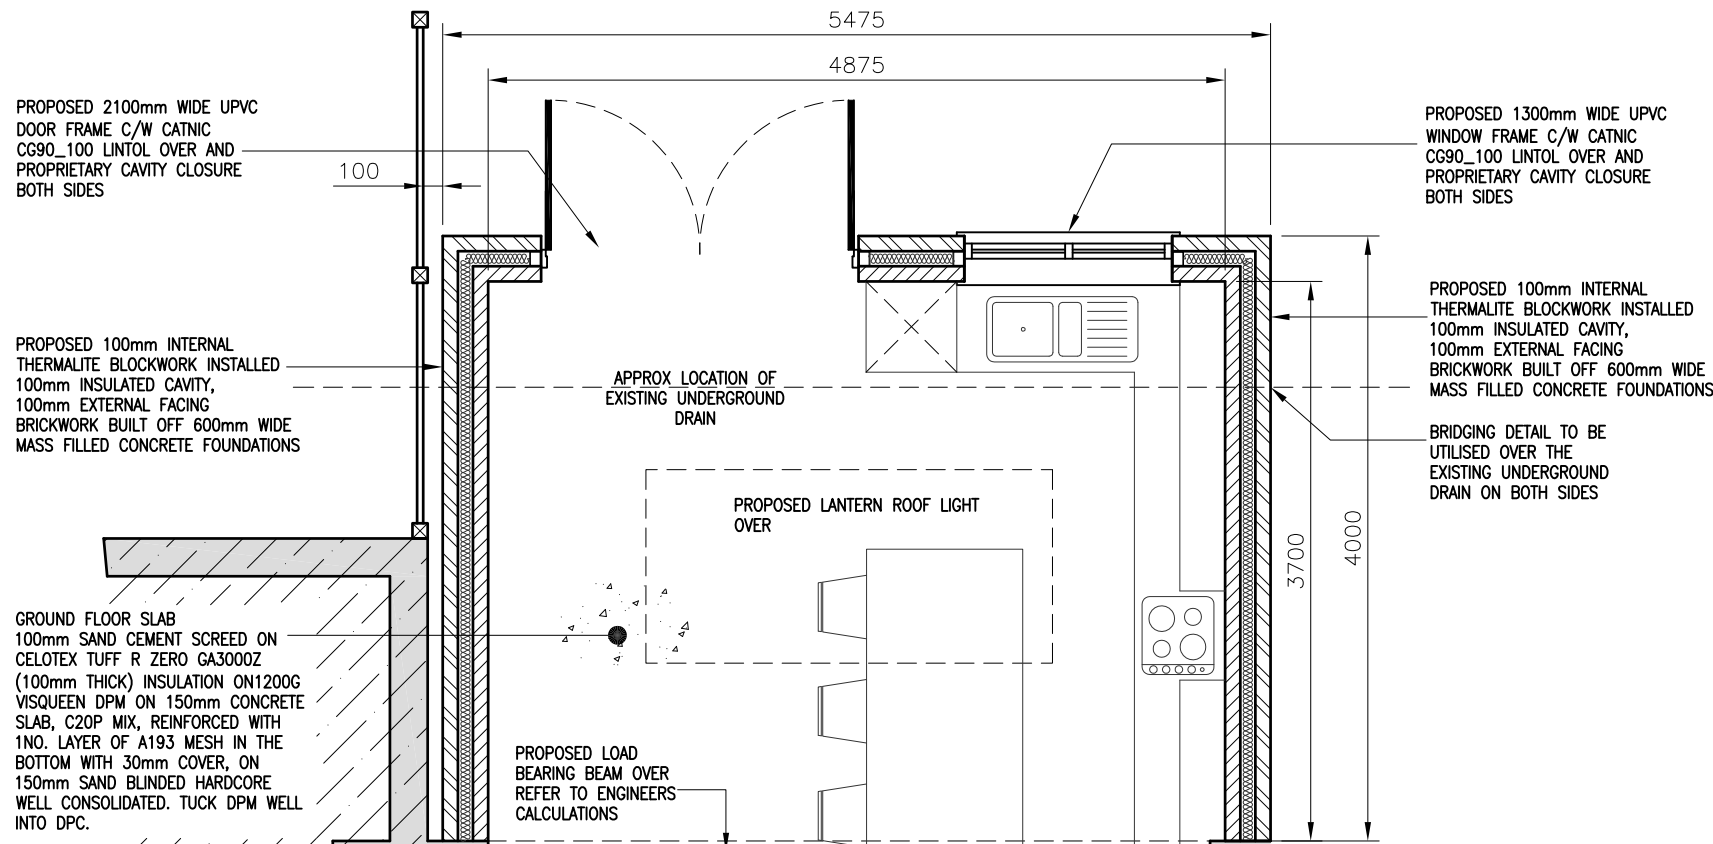 5475
4875
PROPOSED 2100mm WIDE UPVC
DOOR FRAME C/W CATNIC
CG90_100 LINTOL OVER AND
PROPRIETARY CAVITY CLOSURE
BOTH SIDES
100
PROPOSED 1300mm WIDE UPVC
WINDOW FRAME C/W CATNIC
CG90_100 LINTOL OVER AND
PROPRIETARY CAVITY CLOSURE
BOTH SIDES
PROPOSED 100mm INTERNAL
THERMALITE BLOCKWORK INSTALLED
100mm INSULATED CAVITY,
100mm EXTERNAL FACING
BRICKWORK BUILT OFF 600mm WIDE
MASS FILLED CONCRETE FOUNDATIONS
APPROX LOCATION OF
EXISTING UNDERGROUND
DRAIN
PROPOSED 100mm INTERNAL
THERMALITE BLOCKWORK INSTALLED
100mm INSULATED CAVITY,
100mm EXTERNAL FACING
BRICKWORK BUILT OFF 600mm WIDE
MASS FILLED CONCRETE FOUNDATIONS
BRIDGING DETAIL TO BE
UTILISED OVER THE
EXISTING UNDERGROUND
DRAIN ON BOTH SIDES
PROPOSED LANTERN ROOF LIGHT
OVER
3700
4000
GROUND FLOOR SLAB
100mm SAND CEMENT SCREED ON
CELOTEX TUFF R ZERO GA3000Z
(100mm THICK) INSULATION ON1200G
VISQUEEN DPM ON 150mm CONCRETE
SLAB, C20P MIX, REINFORCED WITH
1NO. LAYER OF A193 MESH IN THE
BOTTOM WITH 30mm COVER, ON
150mm SAND BLINDED HARDCORE
WELL CONSOLIDATED. TUCK DPM WELL
INTO DPC.
PROPOSED LOAD
BEARING BEAM OVER
REFER TO ENGINEERS
CALCULATIONS